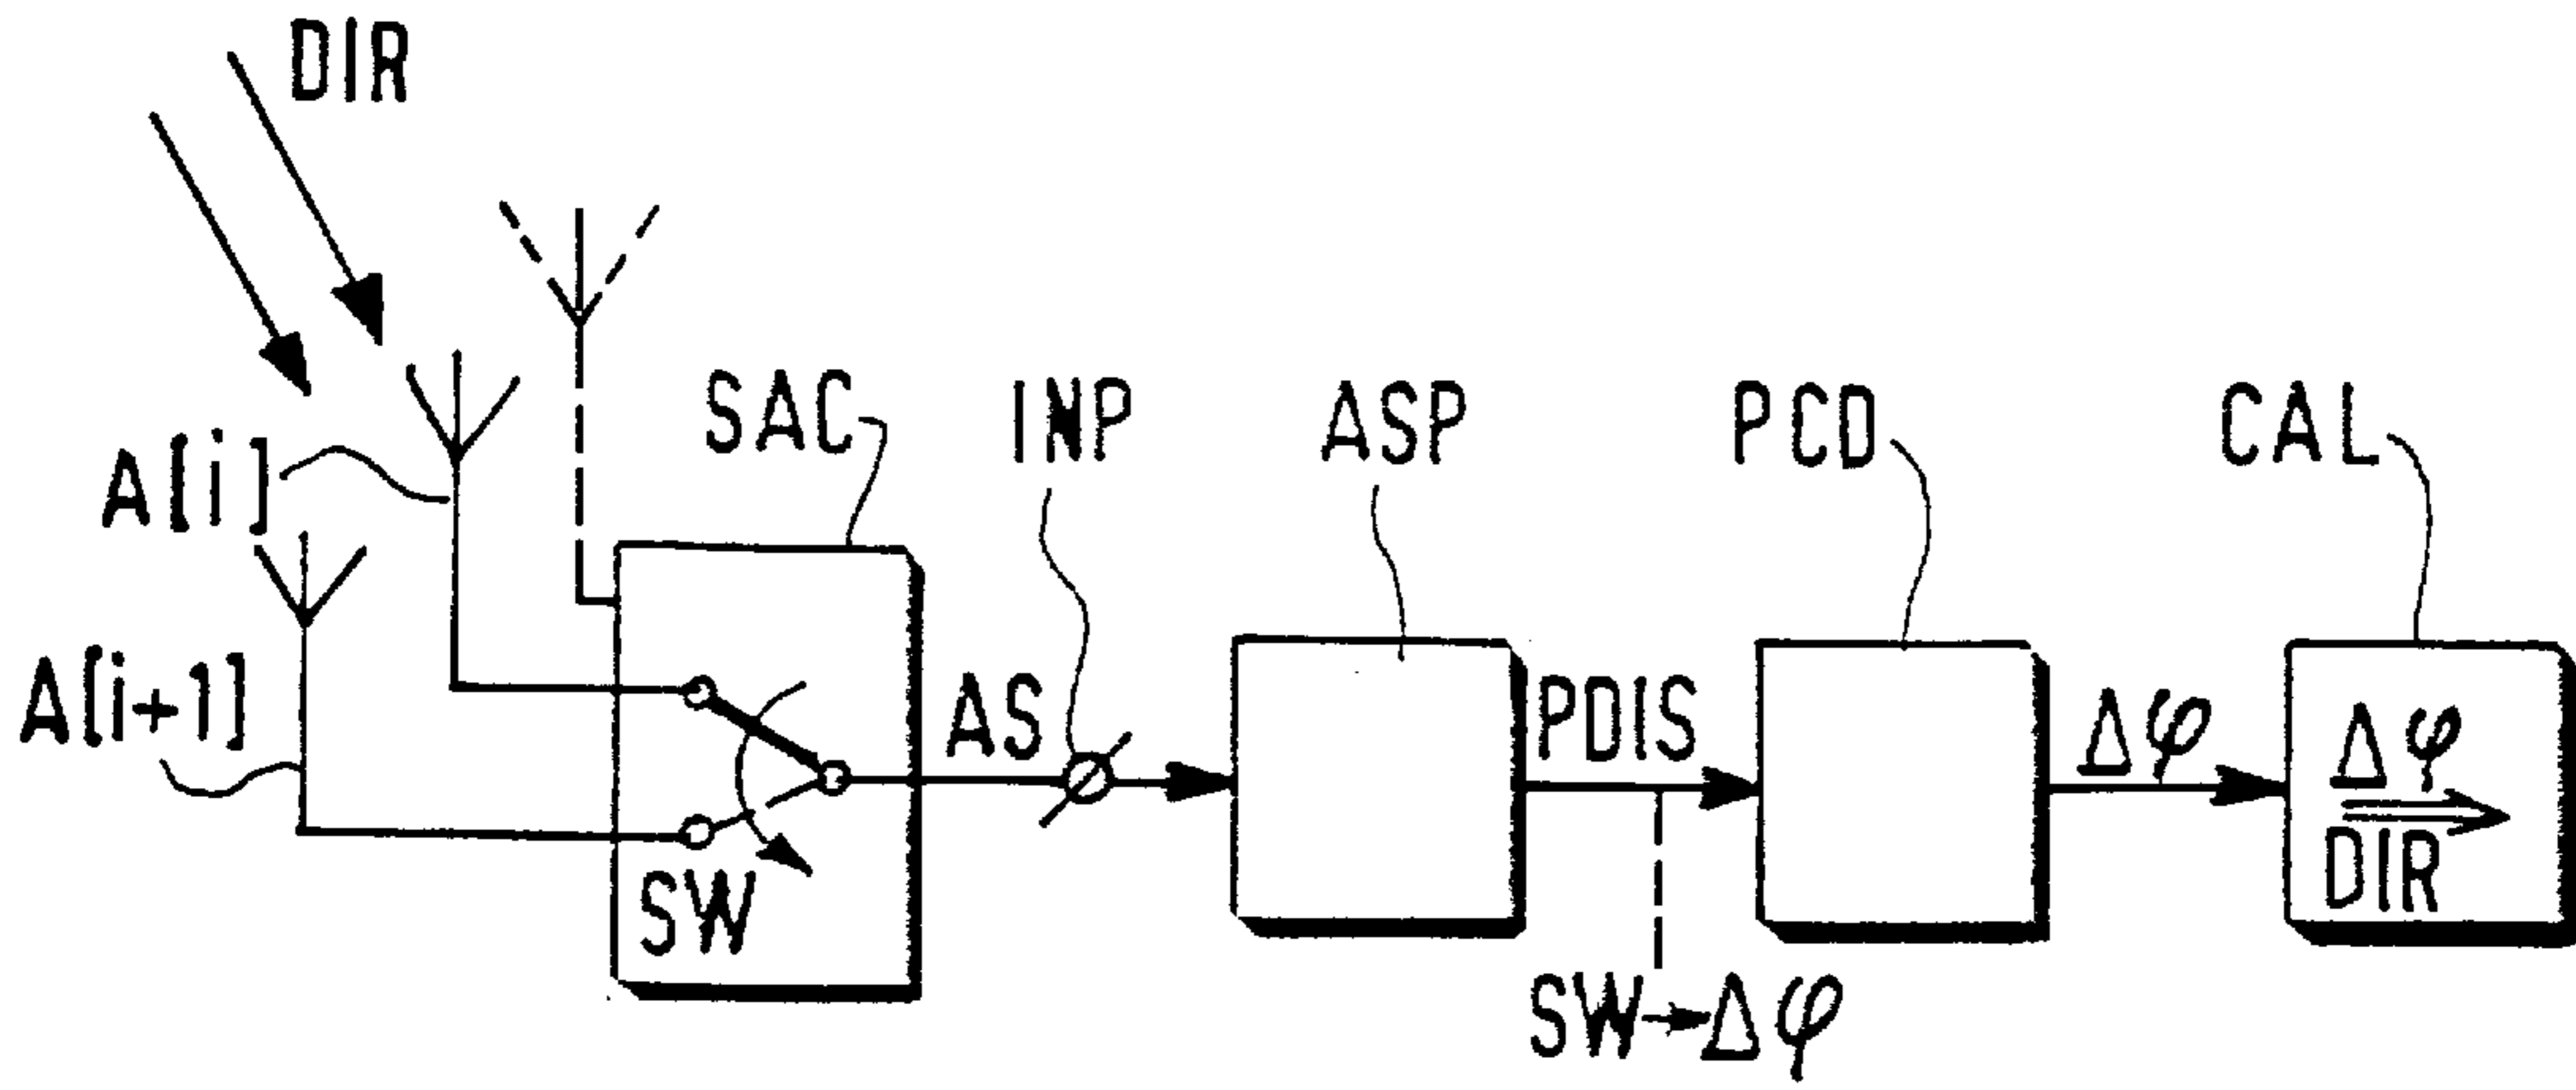 DIR
SAC
INP
ASP
PCD
CAL
A[i]
A[i+1]
AS
PDIS
Δφ
Δφ
DIR
SW
SW→Δφ